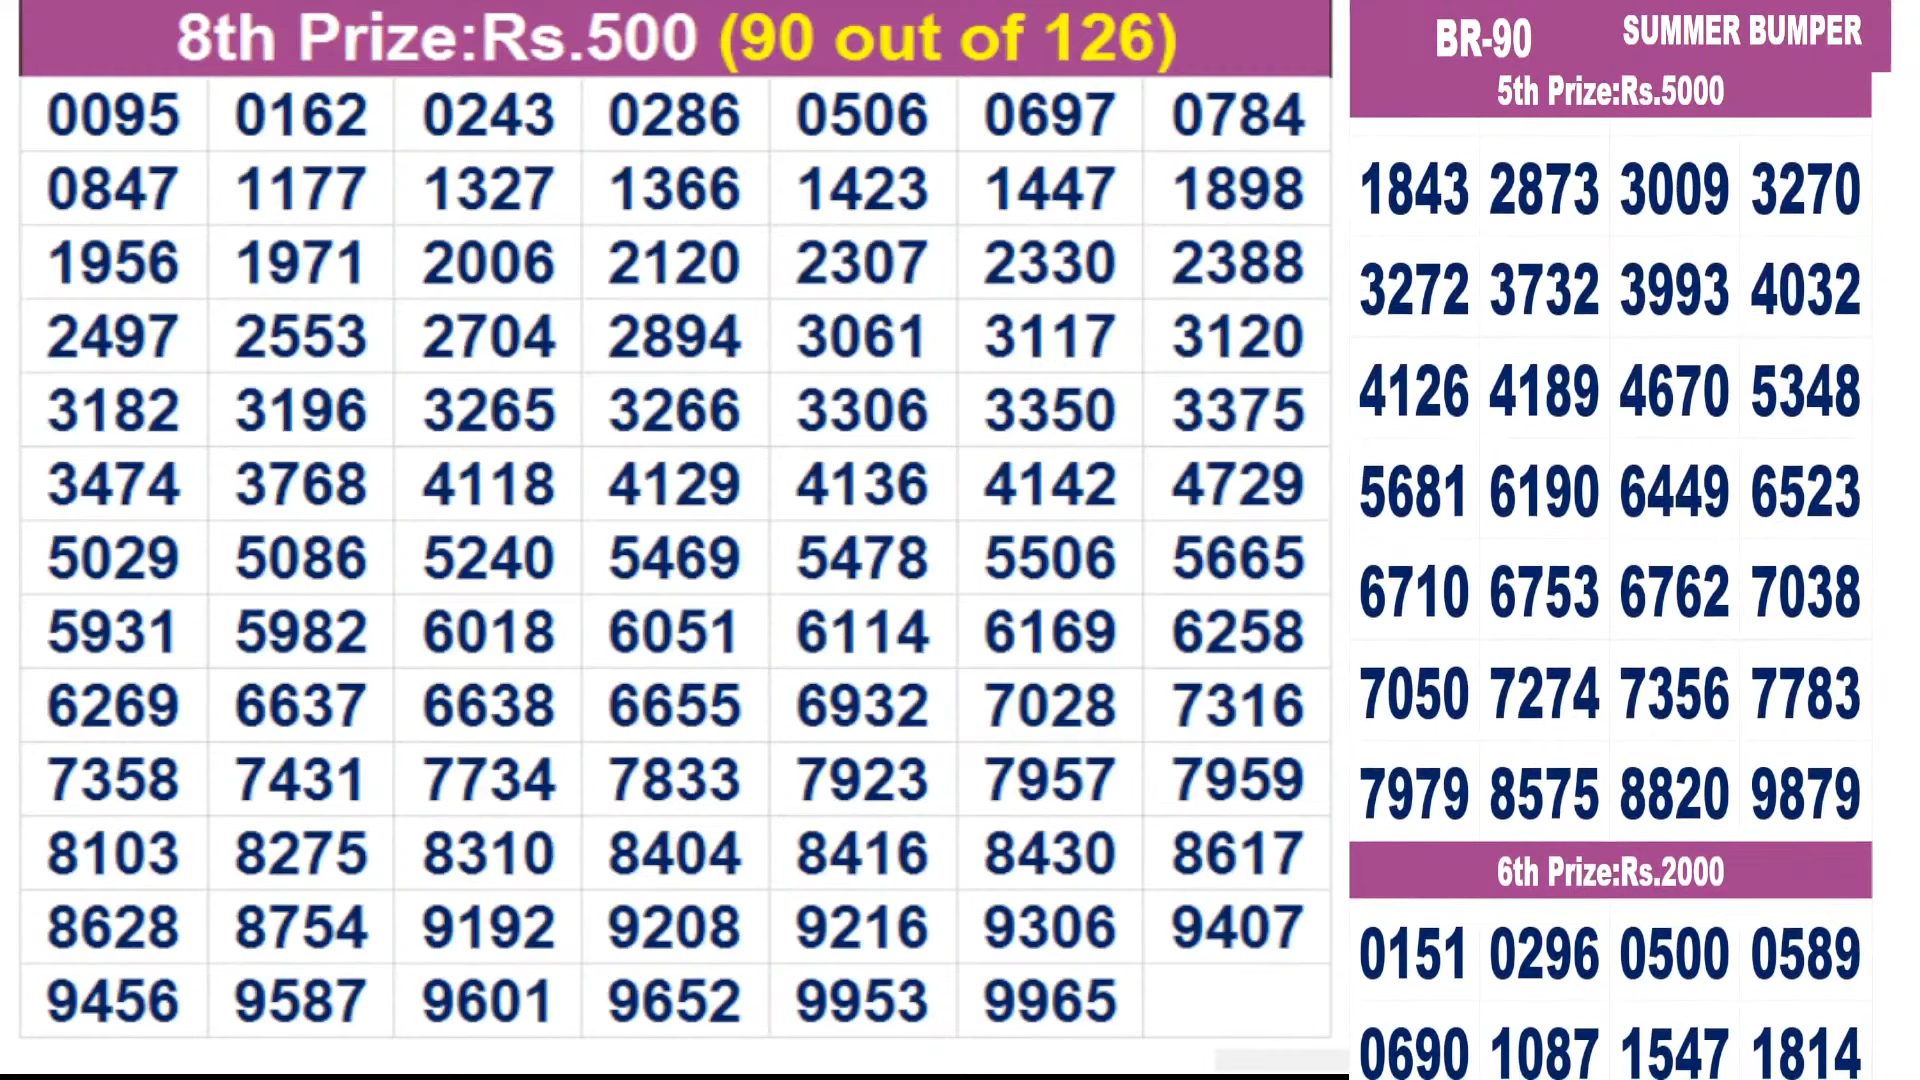 8th Prize:Rs.500 (90 out of 126)
0095 0162 0243 0286 0506 0697 0784
0847 1177 1327 1366 1423 1447 1898
1956 1971 2006 2120 2307 2330 2388
2497 2553 2704 2894 3061 3117 3120
3182 3196 3265 3266 3306 3350 3375
3474 3768 4118 4129 4136 4142 4729
5029 5086 5240 5469 5478 5506 5665
5931 5982 6018 6051 6114 6169 6258
6269 6637 6638 6655 6932 7028 7316
7358 7431 7734 7833 7923 7957 7959
8103 8275 8310 8404 8416 8430 8617
8628 8754 9192 9208 9216 9306 9407
9456 9587 9601 9652 9953 9965
BR-90 SUMMER BUMPER
5th Prize:Rs.5000
1843 2873 3009 3270
3272 3732 3993 4032
4126 4189 4670 5348
5681 6190 6449 6523
6710 6753 6762 7038
7050 7274 7356 7783
7979 8575 8820 9879
6th Prize:Rs.2000
0151 0296 0500 0589
0690 1087 1547 1814